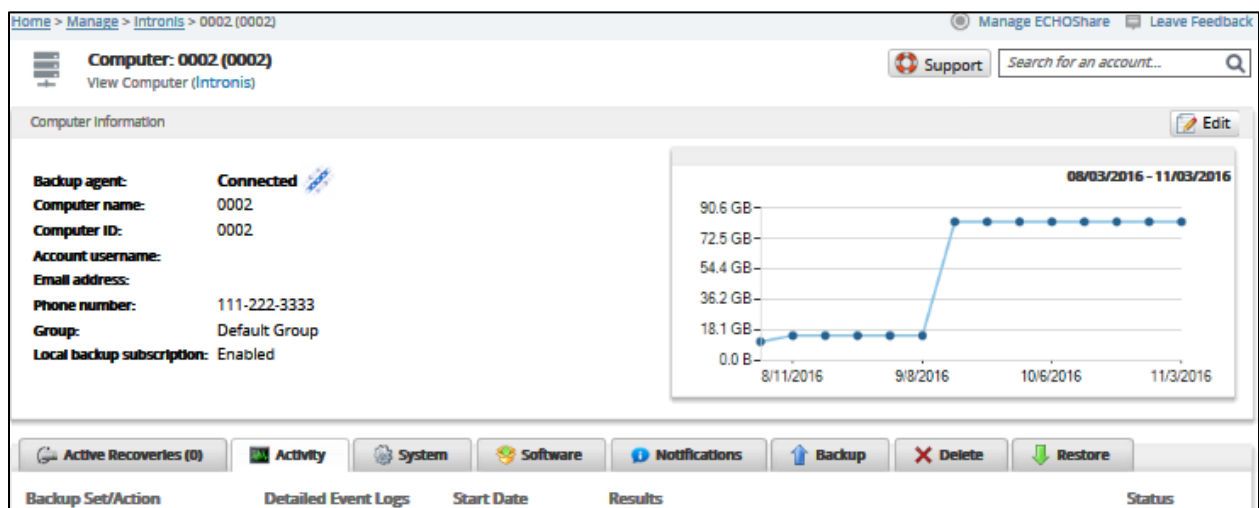 Home > Manage > Intronis > 0002 (0002)
Manage ECHOShare Leave Feedback
Computer: 0002 (0002)
View Computer (Intronis)
Support
Search for an account...
Computer Information
Edit
Backup agent: Connected
Computer name: 0002
Computer ID: 0002
Account username:
Email address:
Phone number: 111-222-3333
Group: Default Group
Local backup subscription: Enabled
08/03/2016 - 11/03/2016
90.6 GB
72.5 GB
54.4 GB
36.2 GB
18.1 GB
0.0 B
8/11/2016 9/8/2016 10/6/2016 11/3/2016
Active Recoveries (0) Activity System Software Notifications Backup Delete Restore
Backup Set/Action Detailed Event Logs Start Date Results Status